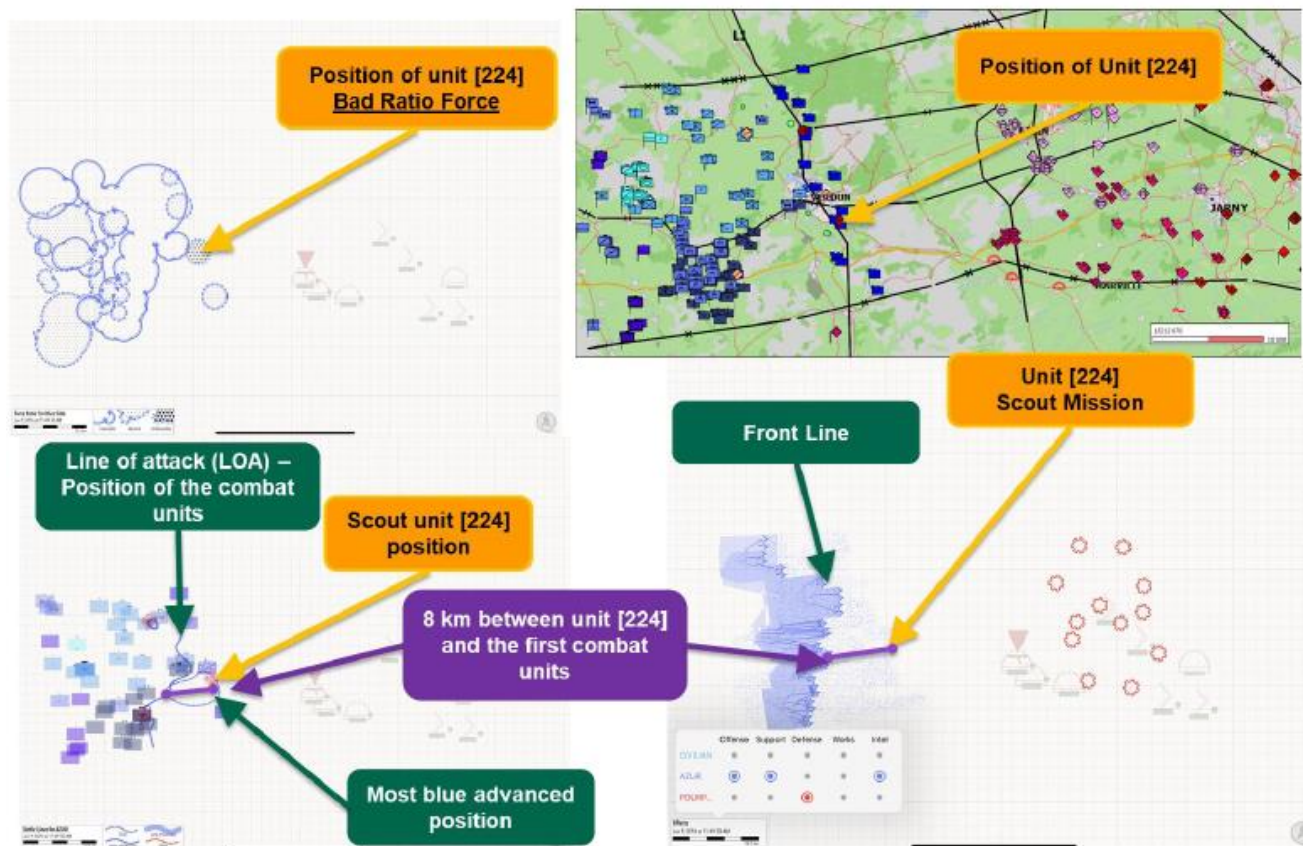 Position of unit [224]
Bad Ratio Force
LI
Position of Unit [224]
JARNY
Unit [224]
Scout Mission
Front Line
Line of attack (LOA) –
Position of the combat
units
Scout unit [224]
position
8 km between unit [224]
and the first combat
units
Most blue advanced
position
Offense Support Defense Works Intel
CIVILIAN
AZUR